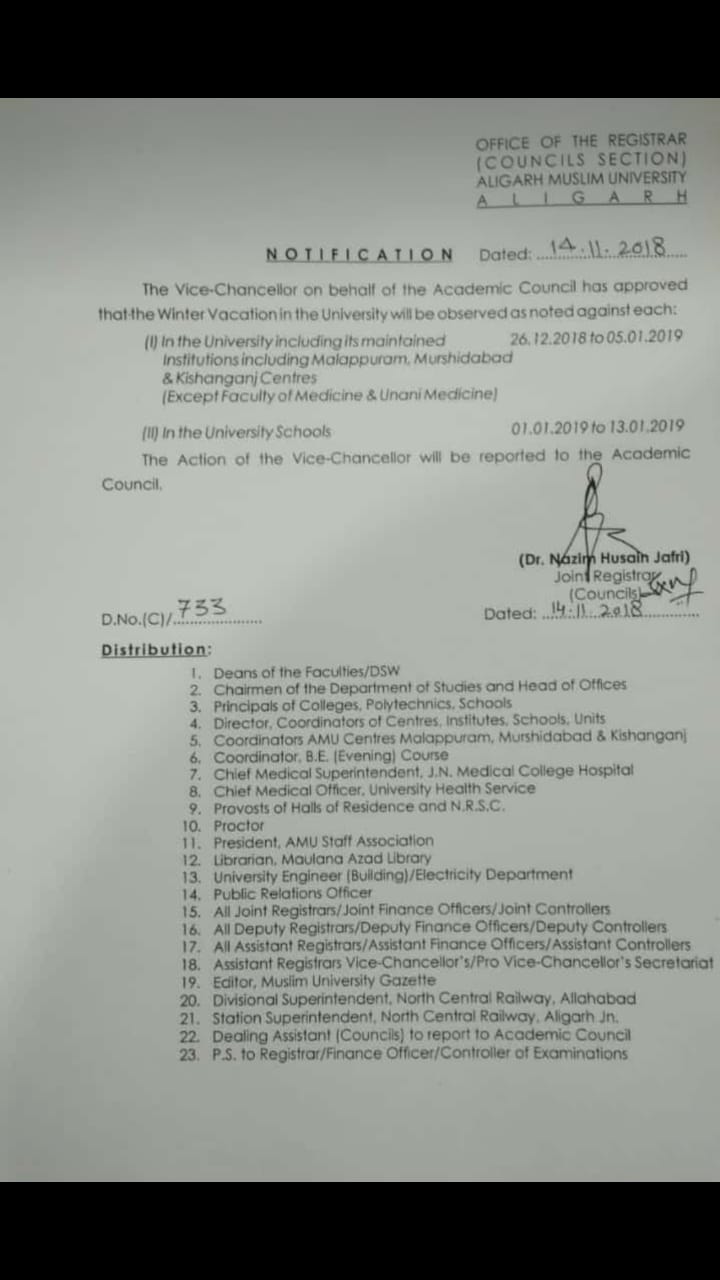 OFFICE OF THE REGISTRAR
(COUNCILS SECTION)
ALIGARH MUSLIM UNIVERSITY
A L I G A R H
NOTIFICATION Dated: 14.11.2018
The Vice-Chancellor on behalf of the Academic Council has approved
that the Winter Vacation in the University will be observed as noted against each:
(I) In the University including its maintained 26.12.2018 to 05.01.2019
Institutions including Malappuram, Murshidabad
& Kishanganj Centres
(Except Faculty of Medicine & Unani Medicine)
(II) In the University Schools 01.01.2019 to 13.01.2019
The Action of the Vice-Chancellor will be reported to the Academic
Council.
(Dr. Nazim Husain Jafri)
Joint Registrar
(Councils)
D.No.(C)/ 733 Dated: 14.11.2018
Distribution:
1. Deans of the Faculties/DSW
2. Chairmen of the Department of Studies and Head of Offices
3. Principals of Colleges, Polytechnics, Schools
4. Director, Coordinators of Centres, Institutes, Schools, Units
5. Coordinators AMU Centres Malappuram, Murshidabad & Kishanganj
6. Coordinator, B.E. (Evening) Course
7. Chief Medical Superintendent, J.N. Medical College Hospital
8. Chief Medical Officer, University Health Service
9. Provosts of Halls of Residence and N.R.S.C.
10. Proctor
11. President, AMU Staff Association
12. Librarian, Maulana Azad Library
13. University Engineer (Building)/Electricity Department
14. Public Relations Officer
15. All Joint Registrars/Joint Finance Officers/Joint Controllers
16. All Deputy Registrars/Deputy Finance Officers/Deputy Controllers
17. All Assistant Registrars/Assistant Finance Officers/Assistant Controllers
18. Assistant Registrars Vice-Chancellor's/Pro Vice-Chancellor's Secretariat
19. Editor, Muslim University Gazette
20. Divisional Superintendent, North Central Railway, Allahabad
21. Station Superintendent, North Central Railway, Aligarh Jn.
22. Dealing Assistant (Councils) to report to Academic Council
23. P.S. to Registrar/Finance Officer/Controller of Examinations